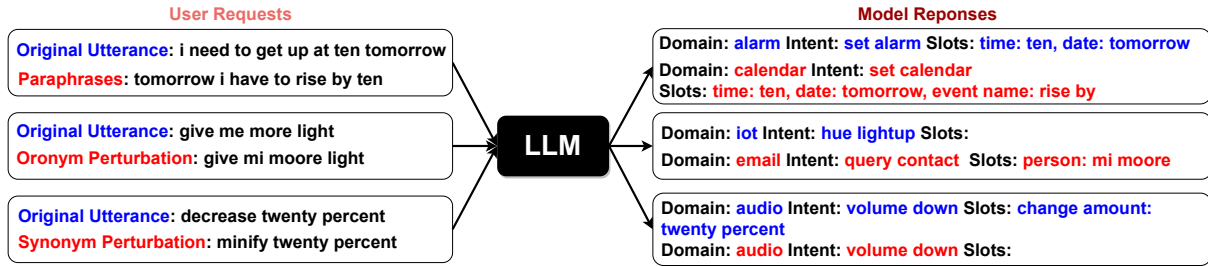 User Requests
Original Utterance: i need to get up at ten tomorrow
Paraphrases: tomorrow i have to rise by ten
Original Utterance: give me more light
Oronym Perturbation: give mi moore light
Original Utterance: decrease twenty percent
Synonym Perturbation: minify twenty percent
LLM
Model Reponses
Domain: alarm Intent: set alarm Slots: time: ten, date: tomorrow
Domain: calendar Intent: set calendar
Slots: time: ten, date: tomorrow, event name: rise by
Domain: iot Intent: hue lightup Slots:
Domain: email Intent: query contact Slots: person: mi moore
Domain: audio Intent: volume down Slots: change amount:
twenty percent
Domain: audio Intent: volume down Slots: